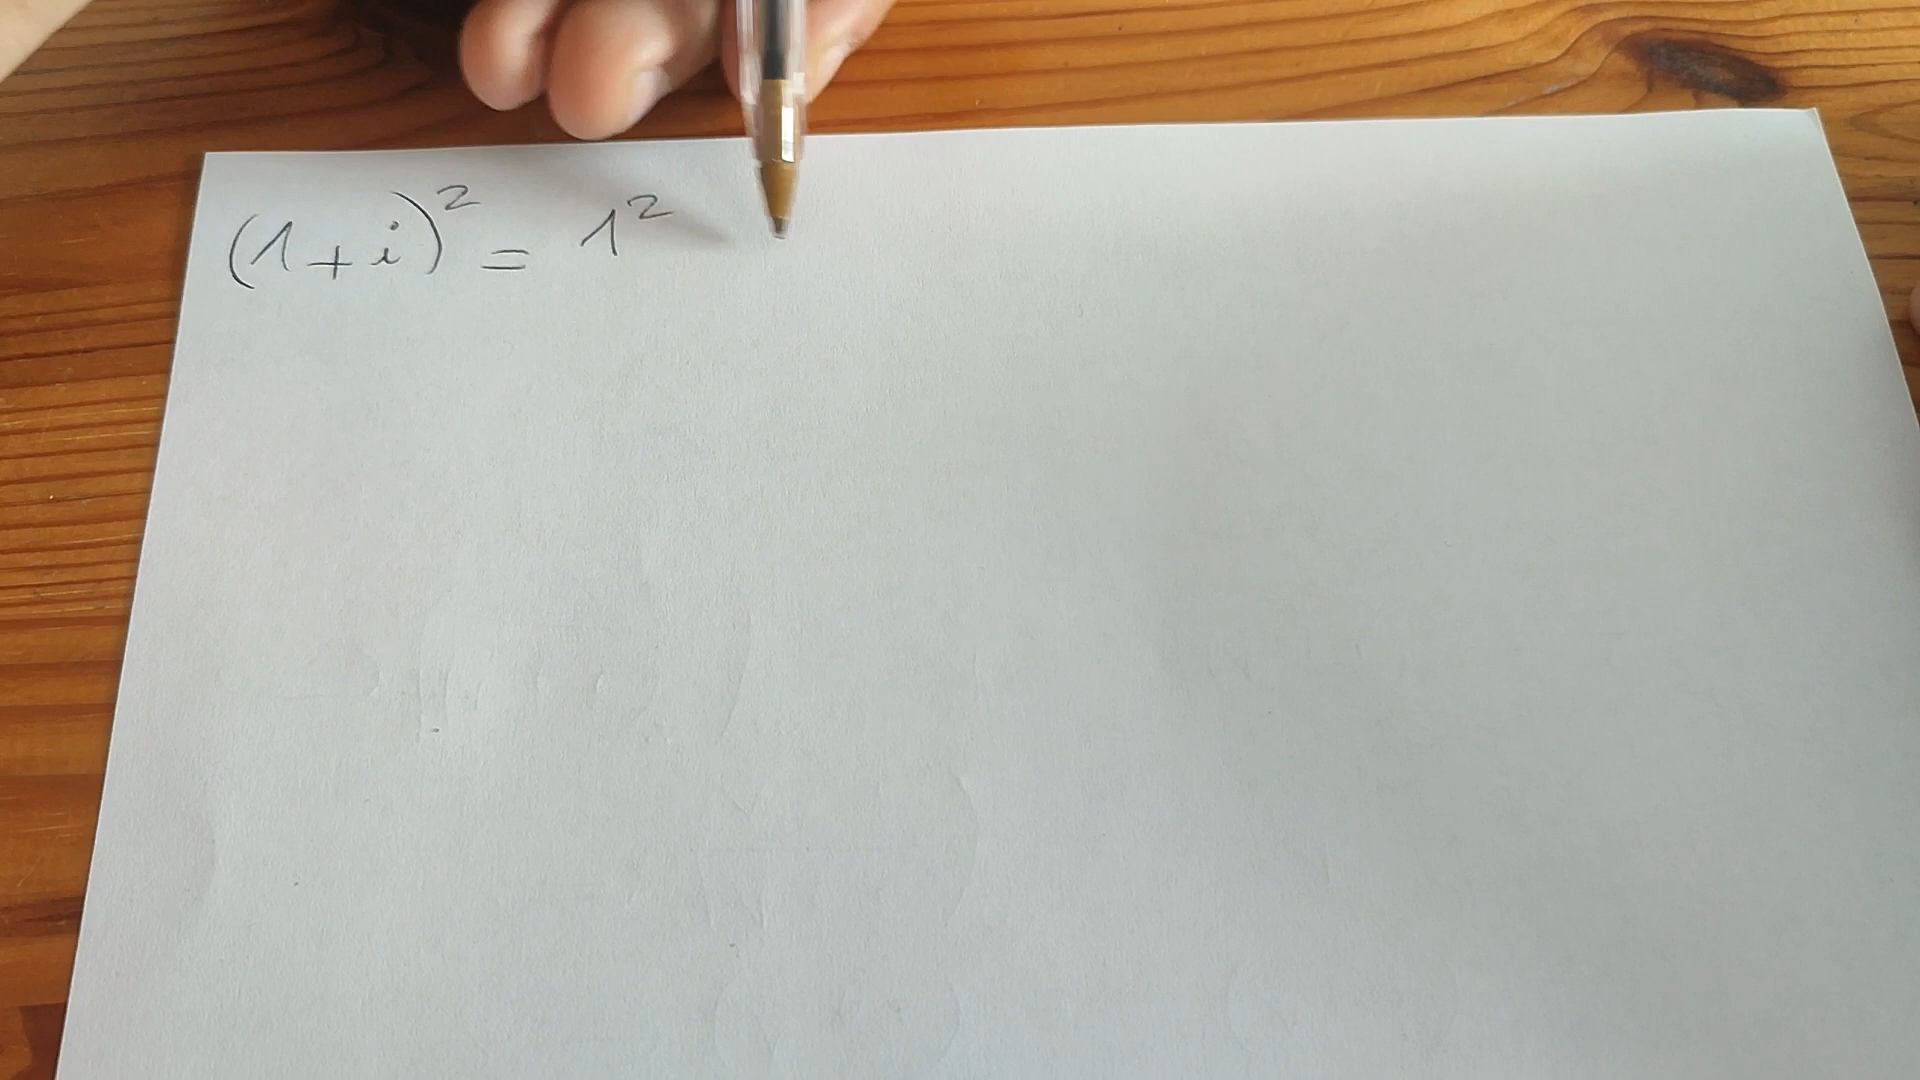 (1+i)² = 1²